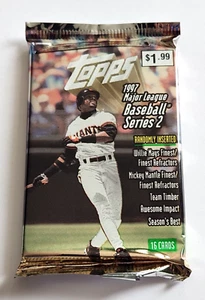 TOPPS
$1.99
1997
Major League
Baseball
Series 2
RANDOMLY INSERTED
Willie Mays Finest/
Finest Refractors
Mickey Mantle Finest/
Finest Refractors
Team Timber
Awesome Impact
Season's Best
GIANTS
16 CARDS